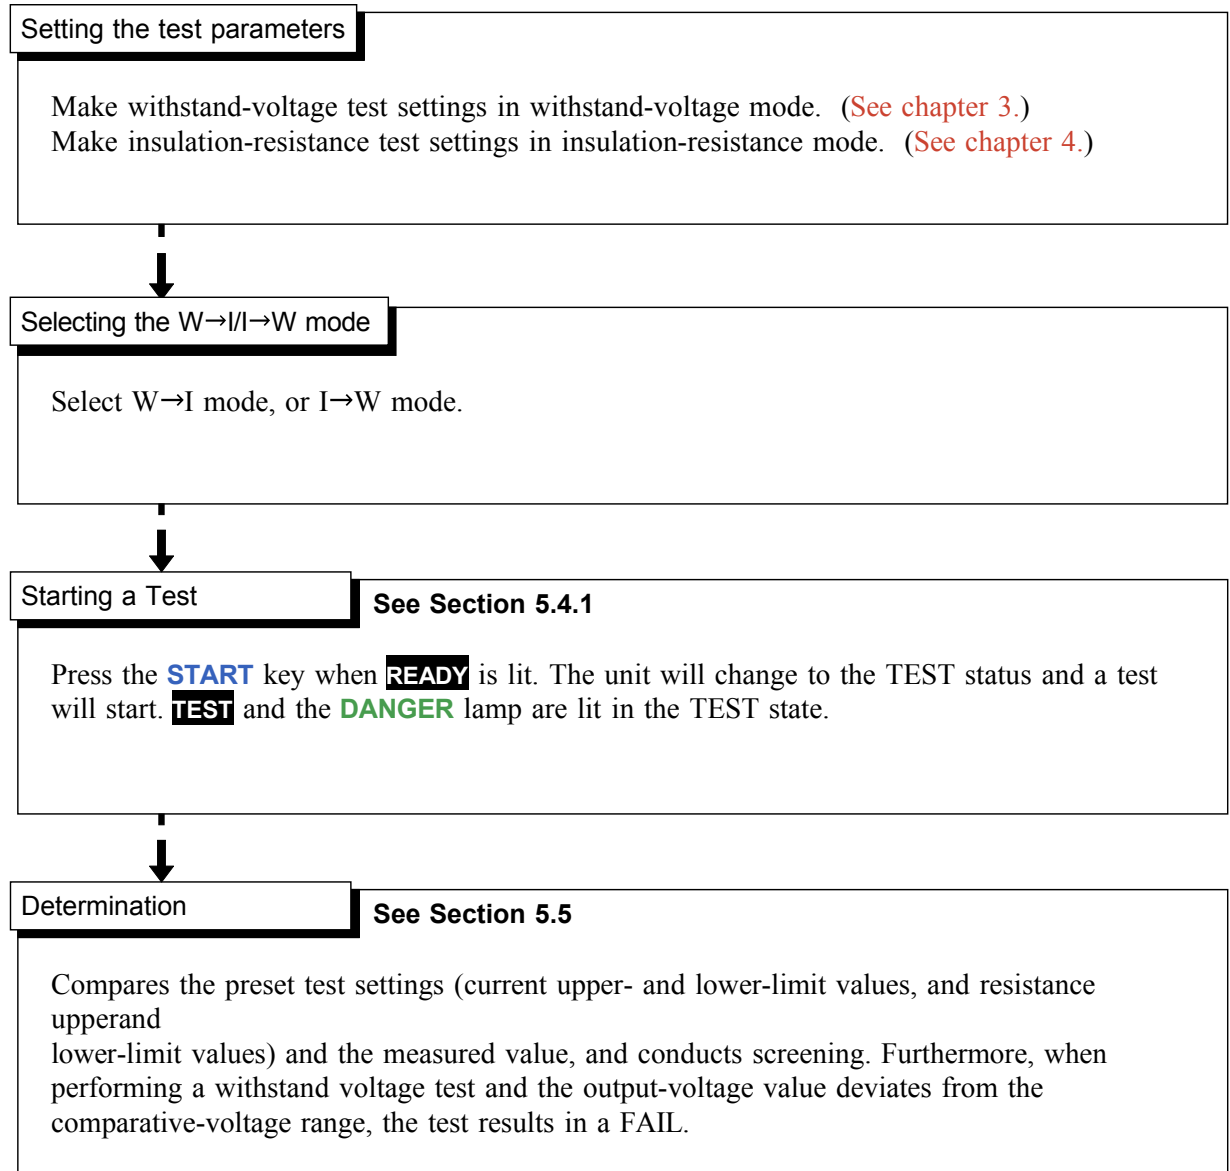 Setting the test parameters
Make withstand-voltage test settings in withstand-voltage mode. (See chapter 3.)
Make insulation-resistance test settings in insulation-resistance mode. (See chapter 4.)
Selecting the W→I/I→W mode
Select W→I mode, or I→W mode.
Starting a Test
See Section 5.4.1
Press the START key when READY is lit. The unit will change to the TEST status and a test
will start. TEST and the DANGER lamp are lit in the TEST state.
Determination
See Section 5.5
Compares the preset test settings (current upper- and lower-limit values, and resistance
upperand
lower-limit values) and the measured value, and conducts screening. Furthermore, when
performing a withstand voltage test and the output-voltage value deviates from the
comparative-voltage range, the test results in a FAIL.